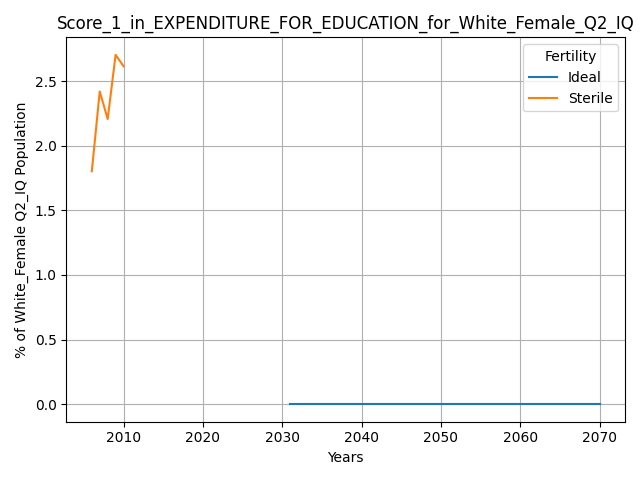 Score_1_in_EXPENDITURE_FOR_EDUCATION_for_White_Female_Q2_IQ
Fertility
Ideal
Sterile
% of White_Female Q2_IQ Population
2.5
2.0
1.5
1.0
0.5
0.0
2010 2020 2030 2040 2050 2060 2070
Years